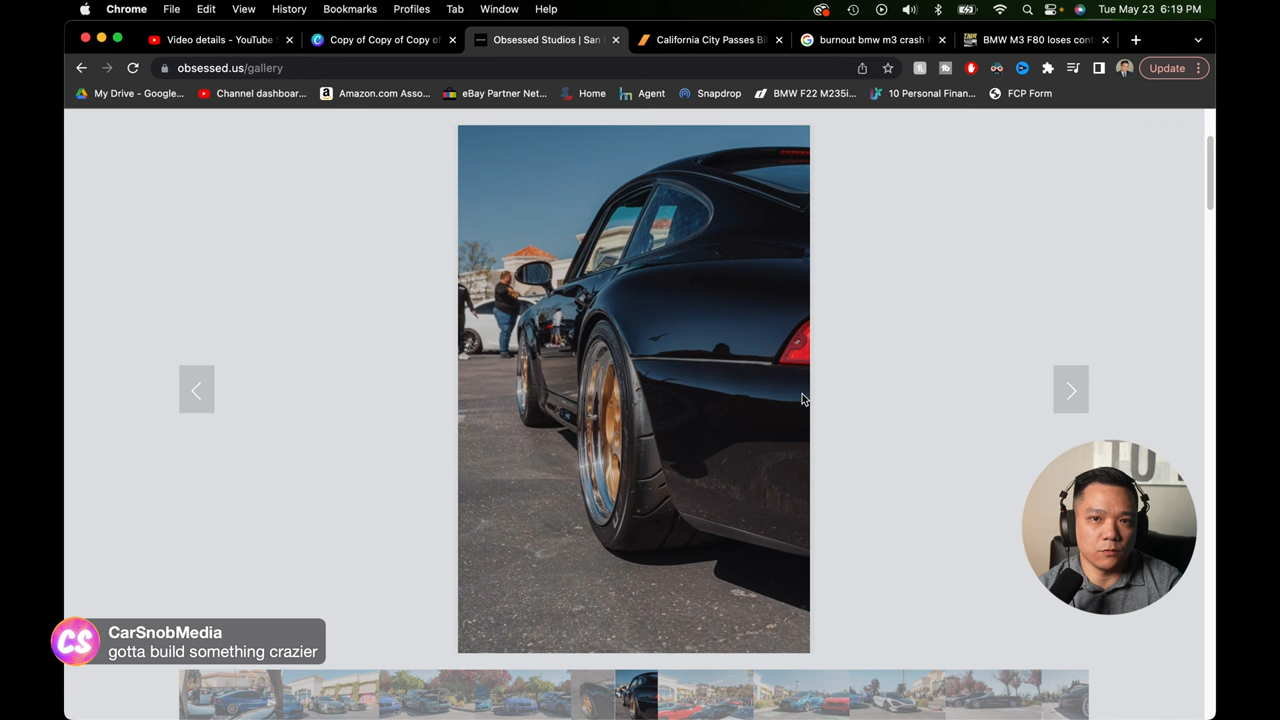 Chrome File Edit View History Bookmarks Profiles Tab Window Help Tue May 23 6:19 PM
Video details - YouTube
Copy of Copy of Copy of
Obsessed Studios | San
California City Passes Bi
burnout bmw m3 crash f
BMW M3 F80 loses cont
obsessed.us/gallery
Update
My Drive - Google...
Channel dashboar...
Amazon.com Asso...
eBay Partner Net...
Home
Agent
Snapdrop
BMW F22 M235i...
10 Personal Finan...
FCP Form
TO
CS
CarSnobMedia
gotta build something crazier